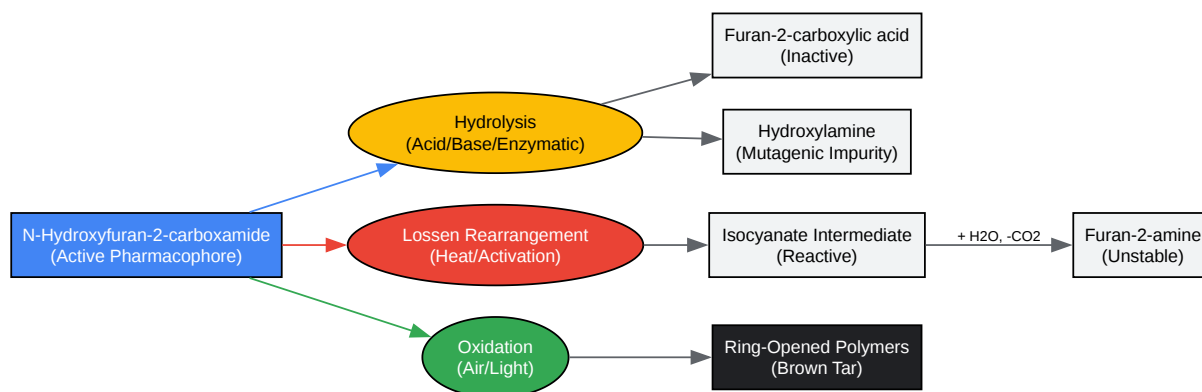 N-Hydroxyfuran-2-carboxamide
(Active Pharmacophore)
Hydrolysis
(Acid/Base/Enzymatic)
Furan-2-carboxylic acid
(Inactive)
Hydroxylamine
(Mutagenic Impurity)
Lossen Rearrangement
(Heat/Activation)
Isocyanate Intermediate
(Reactive)
+ H2O, -CO2
Furan-2-amine
(Unstable)
Oxidation
(Air/Light)
Ring-Opened Polymers
(Brown Tar)